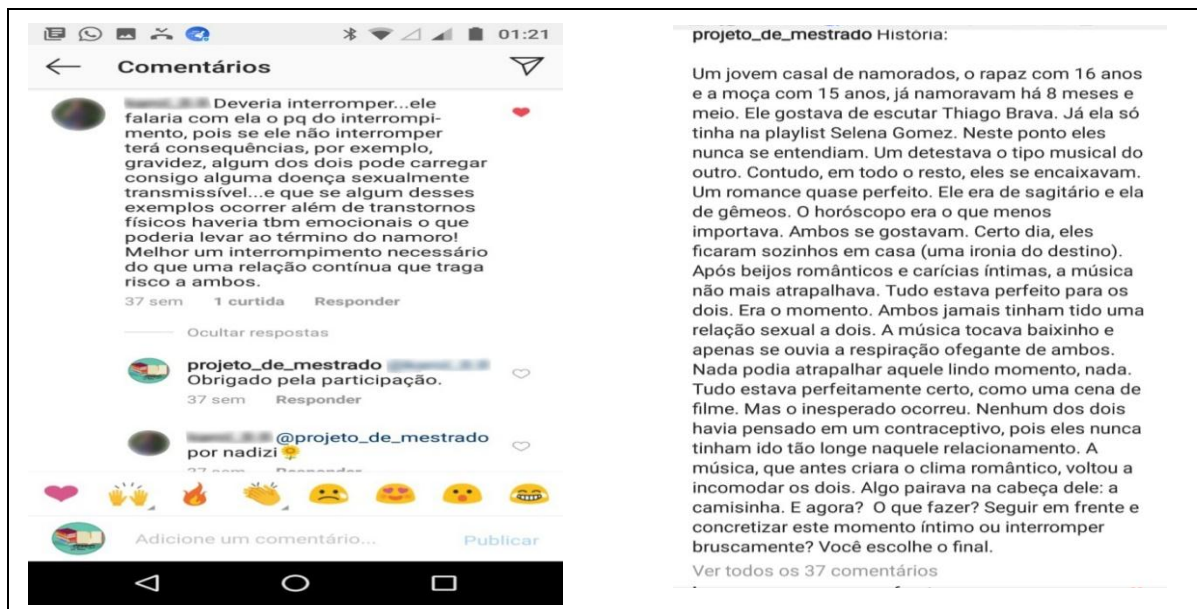 01:21
Comentários
Deveria interromper...ele
falaria com ela o pq do interrompi-
mento, pois se ele não interromper
terá consequências, por exemplo,
gravidez, algum dos dois pode carregar
consigo alguma doença sexualmente
transmissível...e que se algum desses
exemplos ocorrer além de transtornos
físicos haveria tbm emocionais o que
poderia levar ao término do namoro!
Melhor um interrompimento necessário
do que uma relação contínua que traga
risco a ambos.
37 sem 1 curtida Responder
Ocultar respostas
projeto_de_mestrado
Obrigado pela participação.
37 sem Responder
@projeto_de_mestrado
por nadizi🌻
37 sem Responder
Adicione um comentário... Publicar
projeto_de_mestrado História:
Um jovem casal de namorados, o rapaz com 16 anos
e a moça com 15 anos, já namoravam há 8 meses e
meio. Ele gostava de escutar Thiago Brava. Já ela só
tinha na playlist Selena Gomez. Neste ponto eles
nunca se entendiam. Um detestava o tipo musical do
outro. Contudo, em todo o resto, eles se encaixavam.
Um romance quase perfeito. Ele era de sagitário e ela
de gêmeos. O horóscopo era o que menos
importava. Ambos se gostavam. Certo dia, eles
ficaram sozinhos em casa (uma ironia do destino).
Após beijos românticos e carícias íntimas, a música
não mais atrapalhava. Tudo estava perfeito para os
dois. Era o momento. Ambos jamais tinham tido uma
relação sexual a dois. A música tocava baixinho e
apenas se ouvia a respiração ofegante de ambos.
Nada podia atrapalhar aquele lindo momento, nada.
Tudo estava perfeitamente certo, como uma cena de
filme. Mas o inesperado ocorreu. Nenhum dos dois
havia pensado em um contraceptivo, pois eles nunca
tinham ido tão longe naquele relacionamento. A
música, que antes criara o clima romântico, voltou a
incomodar os dois. Algo pairava na cabeça dele: a
camisinha. E agora? O que fazer? Seguir em frente e
concretizar este momento íntimo ou interromper
bruscamente? Você escolhe o final.
Ver todos os 37 comentários